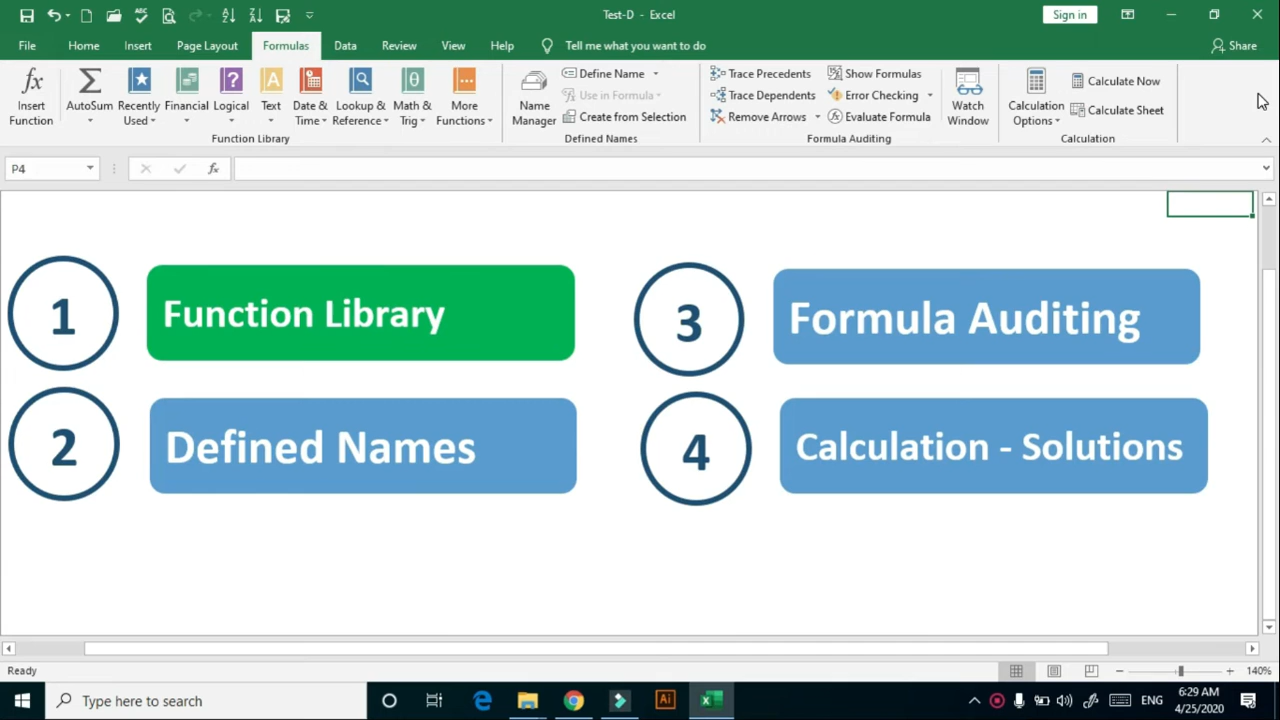 Test-D - Excel
Sign in
File Home Insert Page Layout Formulas Data Review View Help Tell me what you want to do Share
Insert Function
AutoSum
Recently Used
Financial
Logical
Text
Date & Time
Lookup & Reference
Math & Trig
More Functions
Function Library
Name Manager
Define Name
Use in Formula
Create from Selection
Defined Names
Trace Precedents
Trace Dependents
Remove Arrows
Show Formulas
Error Checking
Evaluate Formula
Formula Auditing
Watch Window
Calculation Options
Calculate Now
Calculate Sheet
Calculation
P4
fx
1 Function Library
2 Defined Names
3 Formula Auditing
4 Calculation - Solutions
Ready
140%
Type here to search
Ai
ENG
6:29 AM
4/25/2020